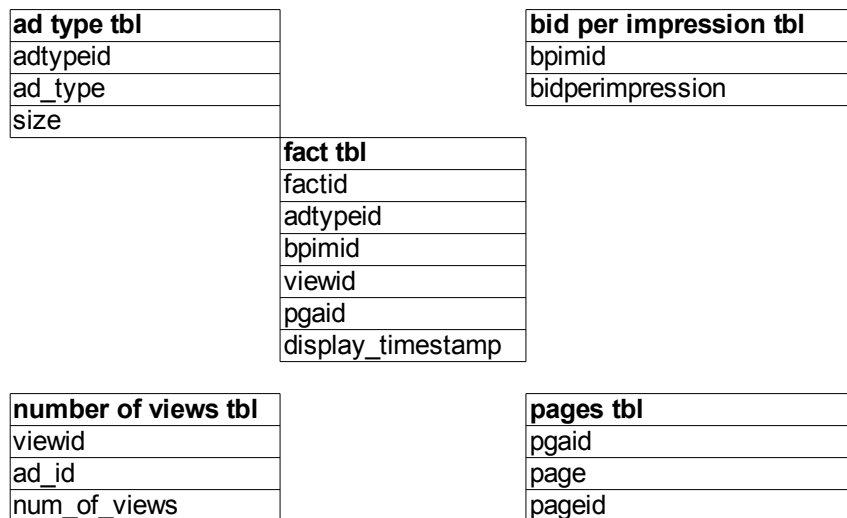 ad type tbl
adtypeid
ad_type
size
bid per impression tbl
bpimid
bidperimpression
fact tbl
factid
adtypeid
bpimid
viewid
pgaid
display_timestamp
number of views tbl
viewid
ad_id
num_of_views
pages tbl
pgaid
page
pageid